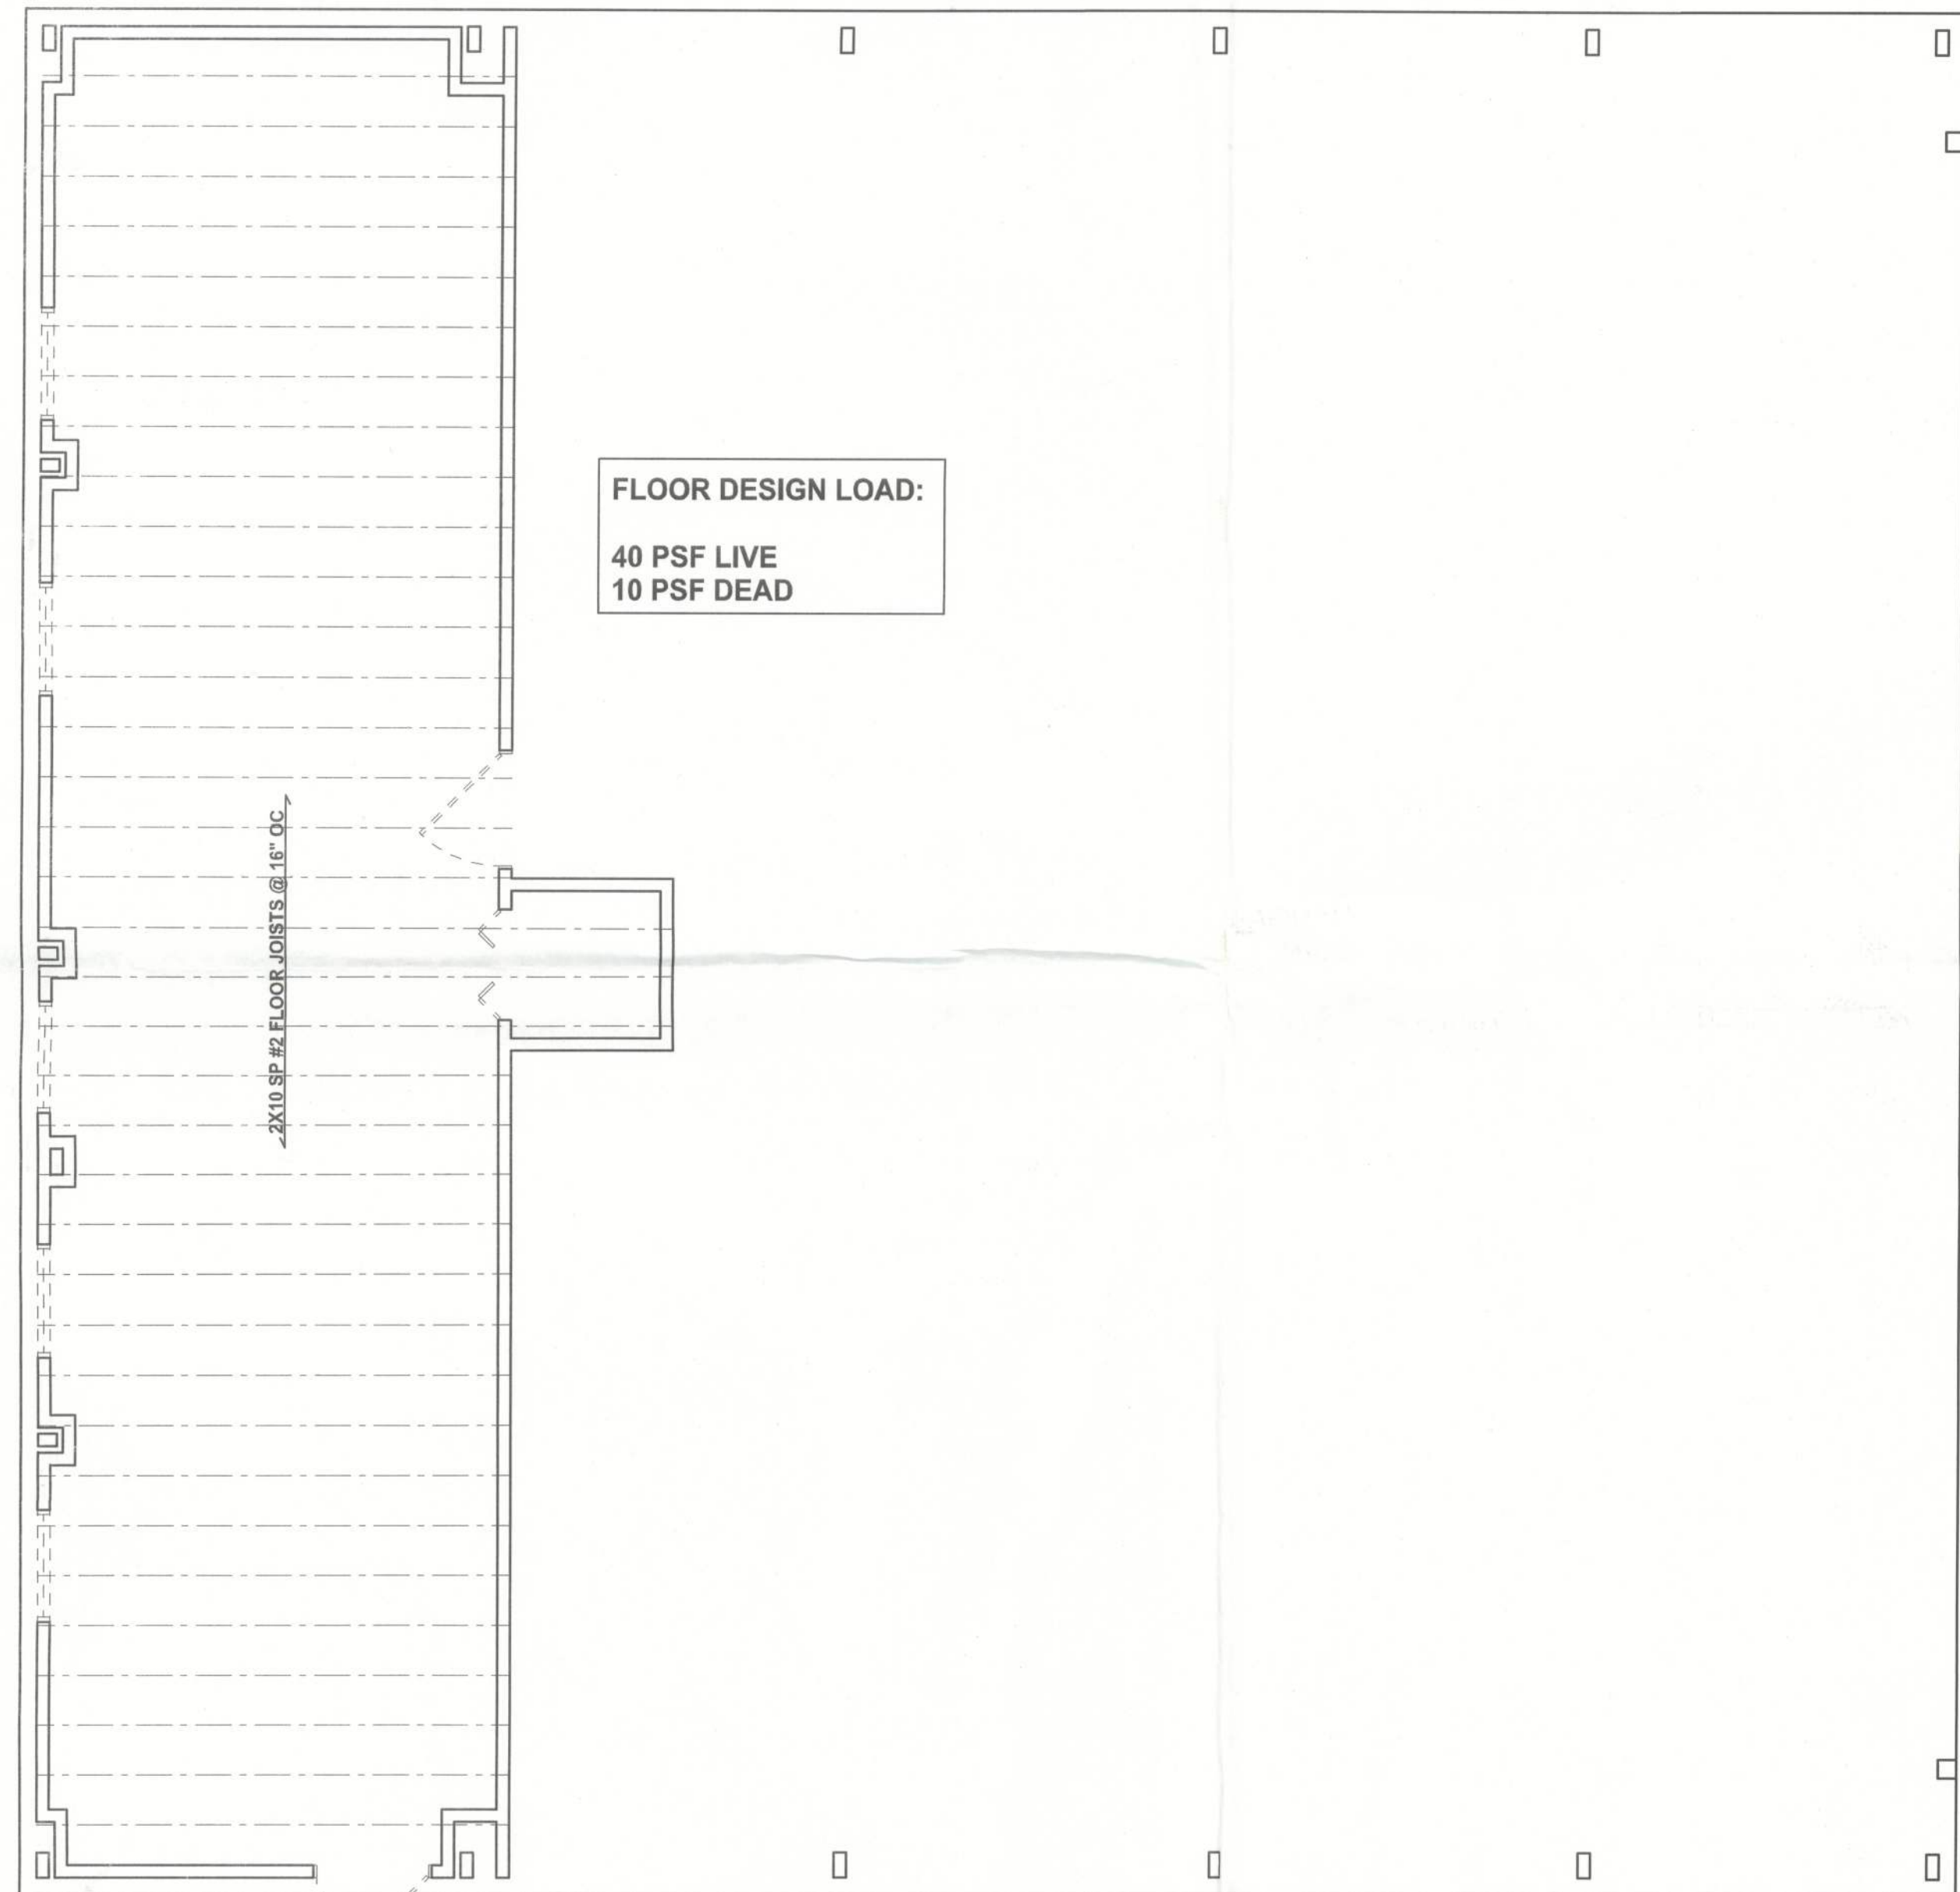 FLOOR DESIGN LOAD:
40 PSF LIVE
10 PSF DEAD
2X10 SP #2 FLOOR JOISTS @ 16" OC